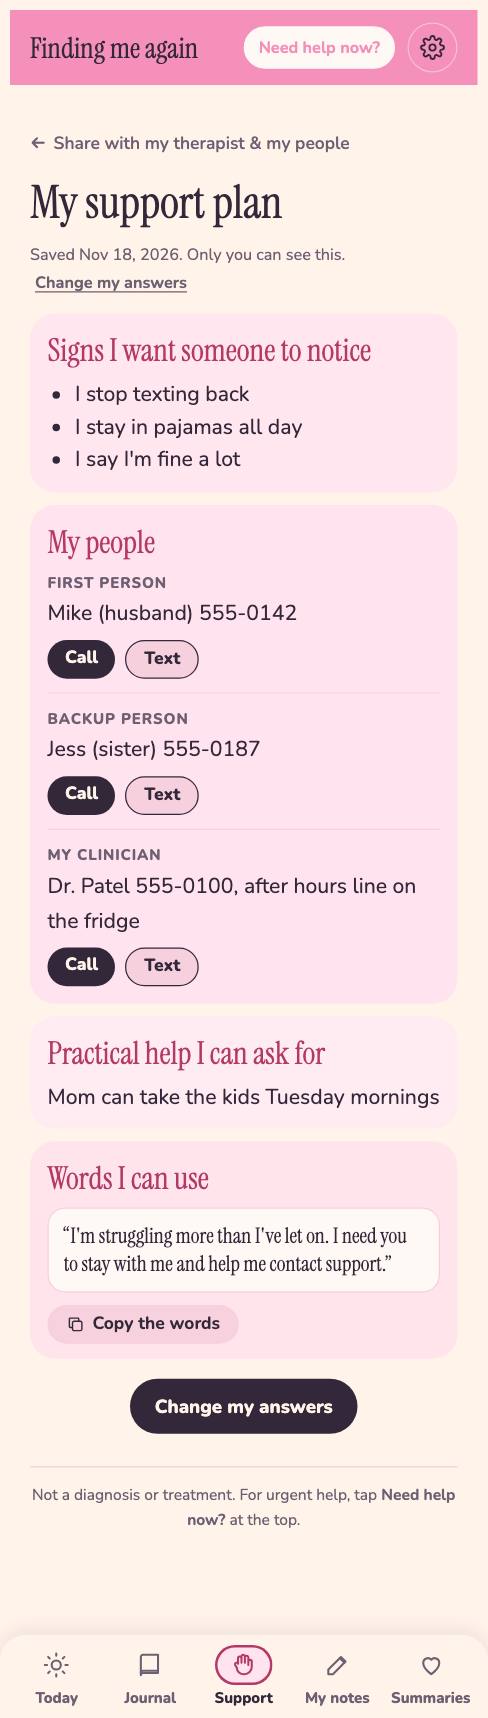 Finding me again
Need help now?
Share with my therapist & my people
My support plan
Saved Nov 18, 2026. Only you can see this.
Change my answers
Signs I want someone to notice
• I stop texting back
• I stay in pajamas all day
• I say I'm fine a lot
My people
FIRST PERSON
Mike (husband) 555-0142
Call Text
BACKUP PERSON
Jess (sister) 555-0187
Call Text
MY CLINICIAN
Dr. Patel 555-0100, after hours line on
the fridge
Call Text
Practical help I can ask for
Mom can take the kids Tuesday mornings
Words I can use
“I'm struggling more than I've let on. I need you
to stay with me and help me contact support.”
Copy the words
Change my answers
Not a diagnosis or treatment. For urgent help, tap Need help
now? at the top.
Today Journal Support My notes Summaries